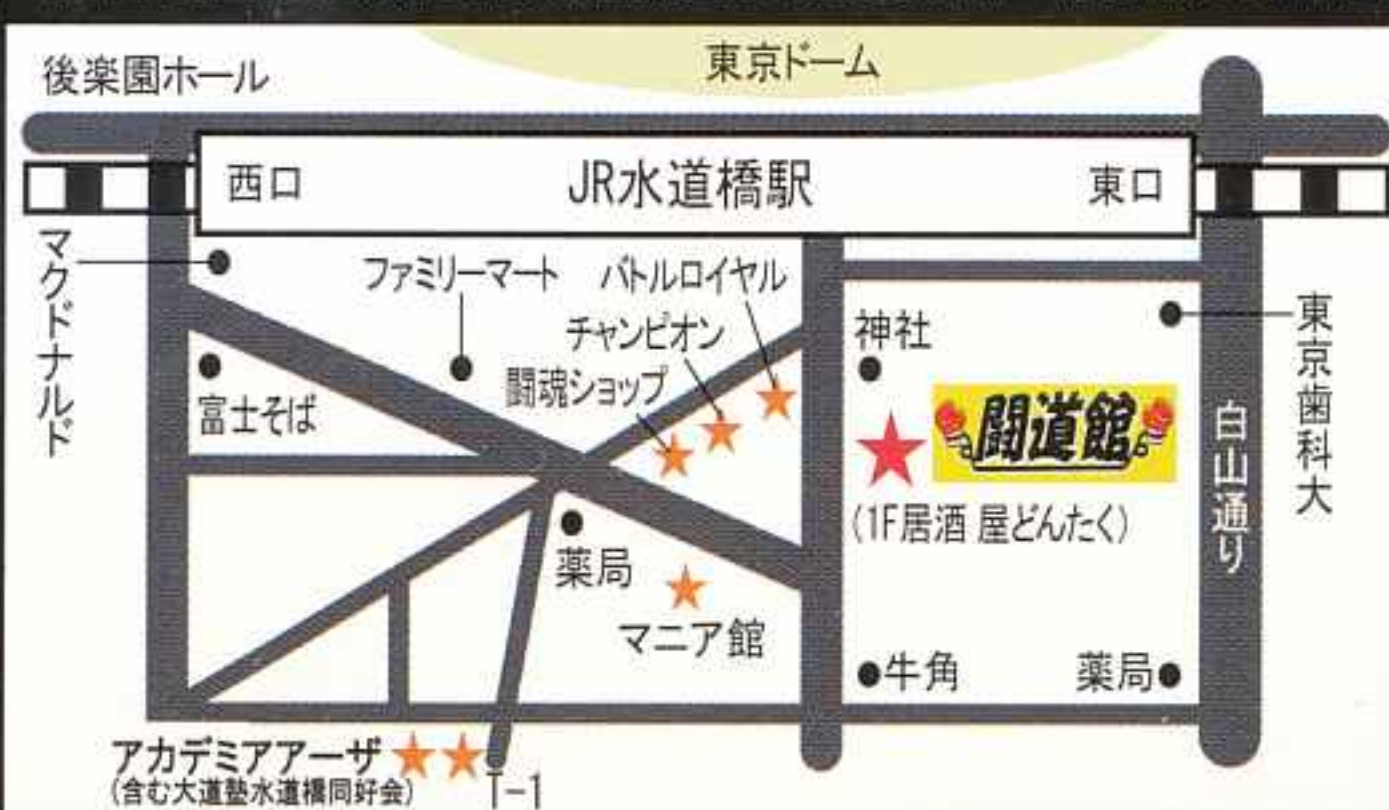 後楽園ホール
東京ドーム
西口
JR水道橋駅
東口
マクドナルド
ファミリーマート
バトルロイヤル
チャンピオン
闘魂ショップ
富士そば
神社
東京歯科大
闘道館
(1F居酒 屋どんたく)
白山通り
薬局
マニア館
牛角
薬局
アカデミアアーザ
(含む大道塾水道橋同好会)
T-1